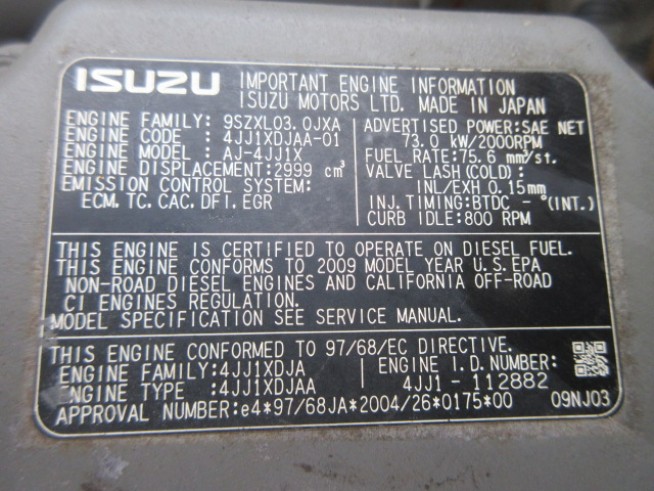 ISUZU IMPORTANT ENGINE INFORMATION
ISUZU MOTORS LTD. MADE IN JAPAN
ENGINE FAMILY: 9SZXL03.0JXA
ENGINE CODE : 4JJ1XDJAA-01
ENGINE MODEL : AJ-4JJ1X
ENGINE DISPLACEMENT:2999 cm³
EMISSION CONTROL SYSTEM:
ECM.TC.CAC.DFI.EGR
ADVERTISED POWER:SAE NET
73.0 kW/2000RPM
FUEL RATE:75.6 mm³/st.
VALVE LASH(COLD):
INL/EXH 0.15mm
INJ.TIMING:BTDC -°(INT.)
CURB IDLE:800 RPM
THIS ENGINE IS CERTIFIED TO OPERATE ON DIESEL FUEL.
THIS ENGINE CONFORMS TO 2009 MODEL YEAR U.S.EPA
NON-ROAD DIESEL ENGINES AND CALIFORNIA OFF-ROAD
CI ENGINES REGULATION.
MODEL SPECIFICATION SEE SERVICE MANUAL.
THIS ENGINE CONFORMED TO 97/68/EC DIRECTIVE.
ENGINE FAMILY:4JJ1XDJA
ENGINE TYPE :4JJ1XDJAA
ENGINE I.D.NUMBER:
4JJ1 - 112882
APPROVAL NUMBER:e4*97/68JA*2004/26*0175*00
09NJ03